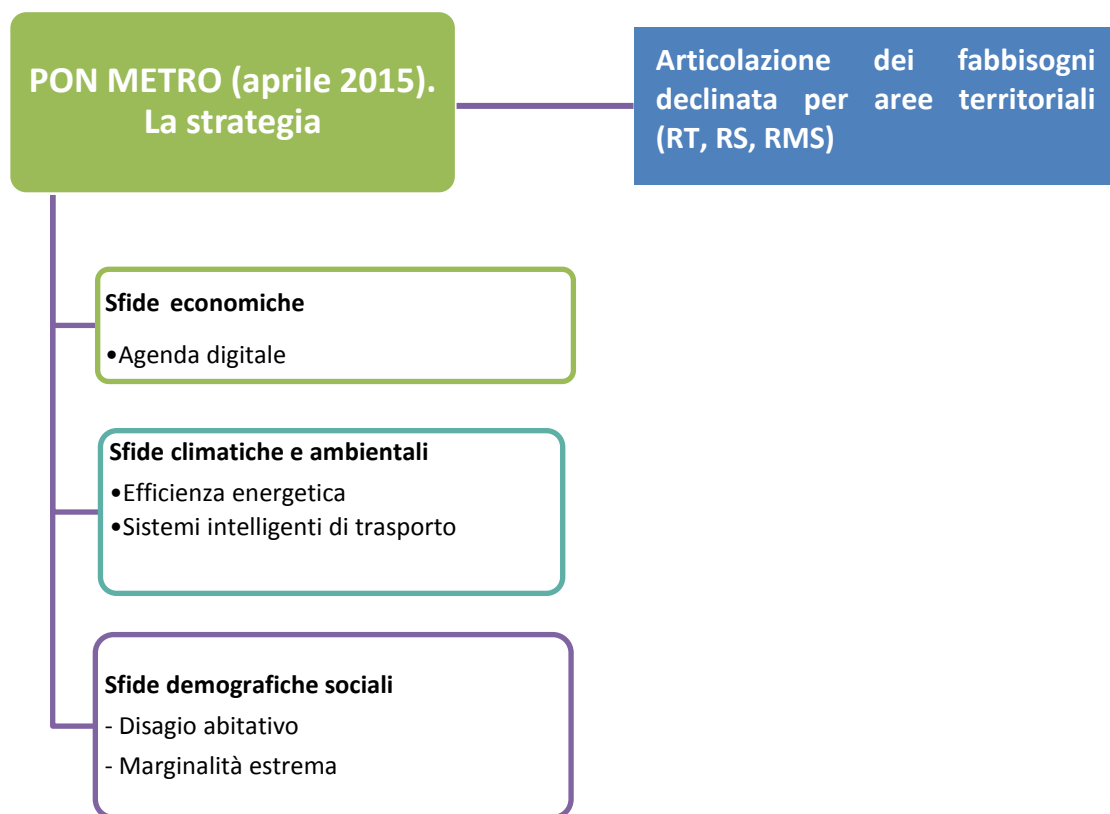 PON METRO (aprile 2015).
La strategia
Articolazione dei fabbisogni
declinata per aree territoriali
(RT, RS, RMS)
Sfide economiche
•Agenda digitale
Sfide climatiche e ambientali
•Efficienza energetica
•Sistemi intelligenti di trasporto
Sfide demografiche sociali
- Disagio abitativo
- Marginalità estrema